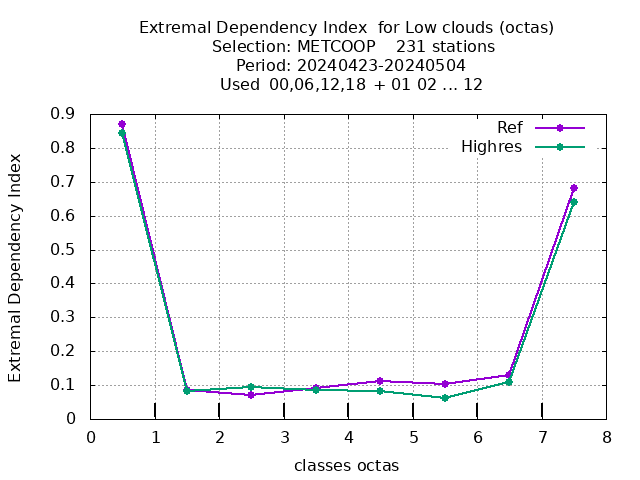 Extremal Dependency Index  for Low clouds (octas)
Selection: METCOOP    231 stations
Period: 20240423-20240504
Used  00,06,12,18  + 01 02 ... 12
Ref
Highres
Extremal Dependency Index
0.9
0.8
0.7
0.6
0.5
0.4
0.3
0.2
0.1
0
0 1 2 3 4 5 6 7 8
classes octas